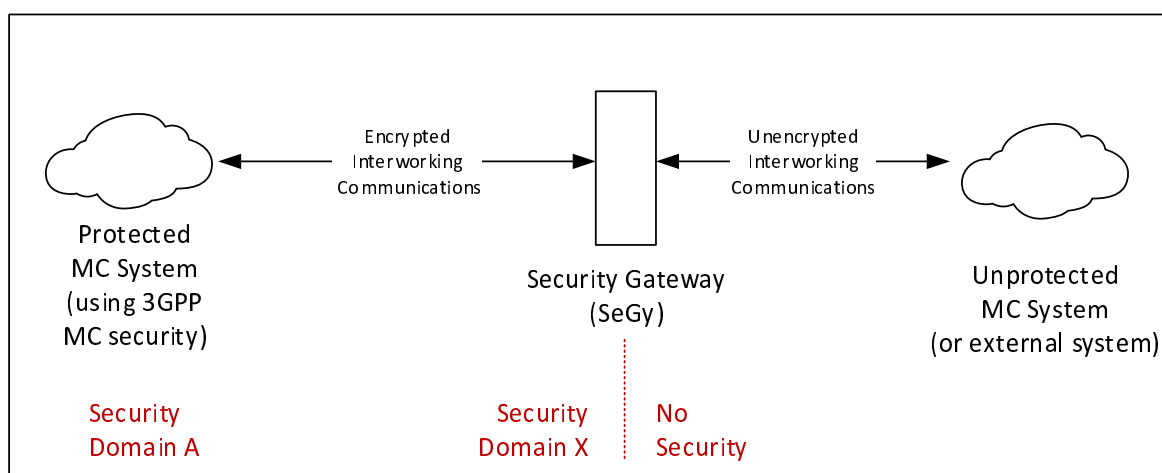 Encrypted
Interworking
Communications
Unencrypted
Interworking
Communications
Protected
MC System
(using 3GPP
MC security)
Security Gateway
(SeGy)
Unprotected
MC System
(or external system)
Security
Domain A
Security
Domain X
No
Security